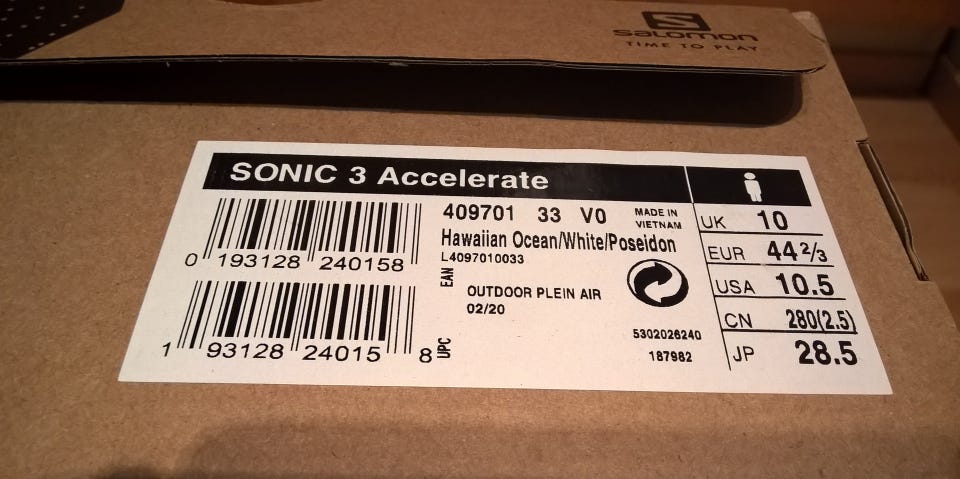 salomon
TIME TO PLAY
SONIC 3 Accelerate
409701 33 V0
MADE IN
VIETNAM
Hawaiian Ocean/White/Poseidon
L4097010033
0 193128 240158
EAN
OUTDOOR PLEIN AIR
02/20
5302026240
187982
1 93128 24015 8
UPC
UK 10
EUR 44 2/3
USA 10.5
CN 280(2.5)
JP 28.5